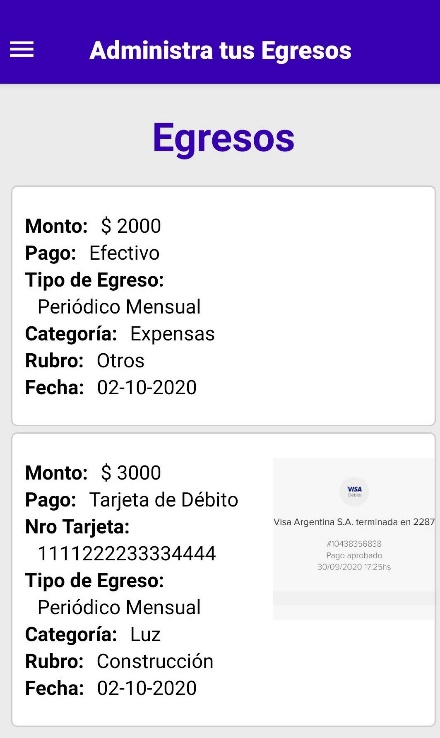 Administra tus Egresos
Egresos
Monto: $ 2000
Pago: Efectivo
Tipo de Egreso:
Periódico Mensual
Categoría: Expensas
Rubro: Otros
Fecha: 02-10-2020
Monto: $ 3000
Pago: Tarjeta de Débito
Nro Tarjeta:
1111222233334444
Tipo de Egreso:
Periódico Mensual
Categoría: Luz
Rubro: Construcción
Fecha: 02-10-2020
VISA
Débito
Visa Argentina S.A. terminada en 2287
#10438356838
Pago aprobado
30/09/2020 17:25hs